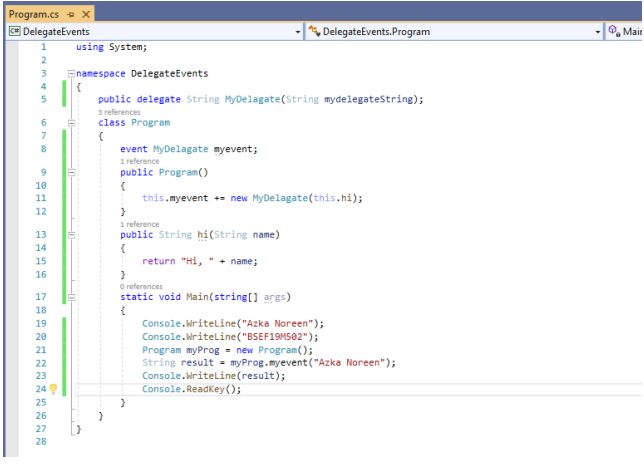 Program.cs
DelegateEvents DelegateEvents.Program Main
1 using System;
2
3 namespace DelegateEvents
4 {
5 public delegate String MyDelagate(String mydelegateString);
3 references
6 class Program
7 {
8 event MyDelagate myevent;
1 reference
9 public Program()
10 {
11 this.myevent += new MyDelagate(this.hi);
12 }
1 reference
13 public String hi(String name)
14 {
15 return "Hi, " + name;
16 }
0 references
17 static void Main(string[] args)
18 {
19 Console.WriteLine("Azka Noreen");
20 Console.WriteLine("BSEF19M502");
21 Program myProg = new Program();
22 String result = myProg.myevent("Azka Noreen");
23 Console.WriteLine(result);
24 Console.ReadKey();
25 }
26 }
27 }
28